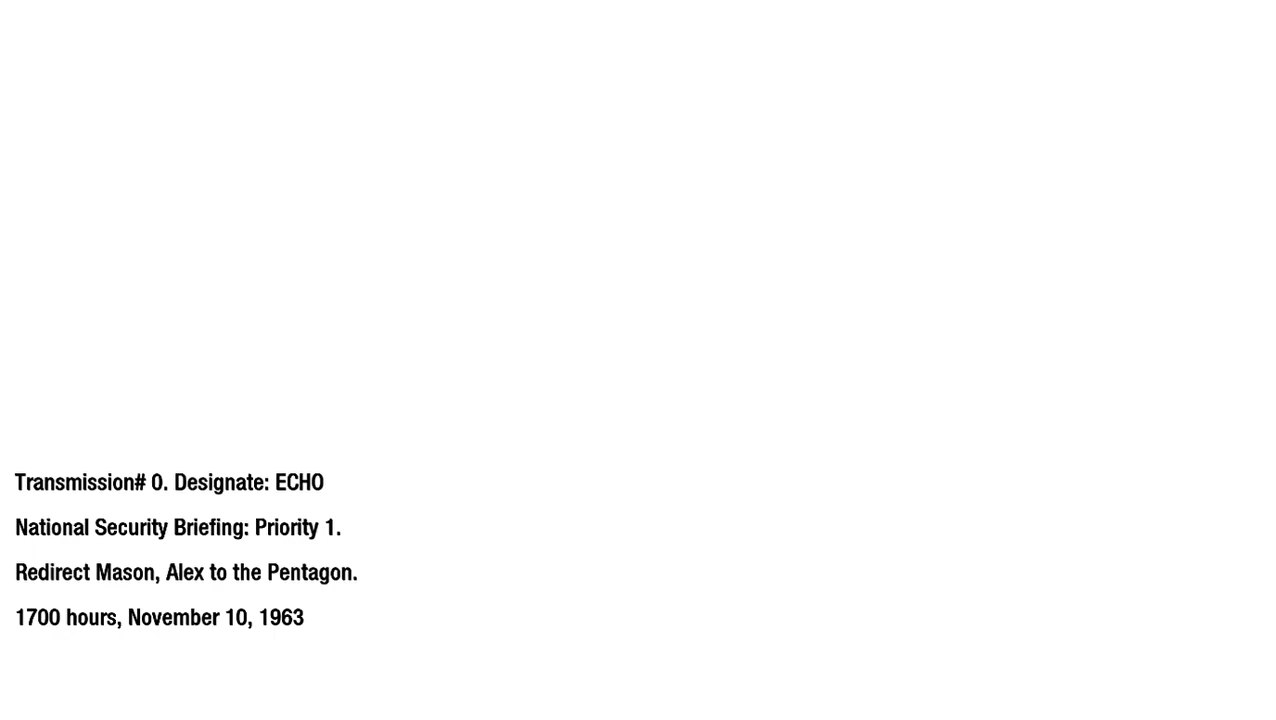 Transmission# 0. Designate: ECHO
National Security Briefing: Priority 1.
Redirect Mason, Alex to the Pentagon.
1700 hours, November 10, 1963